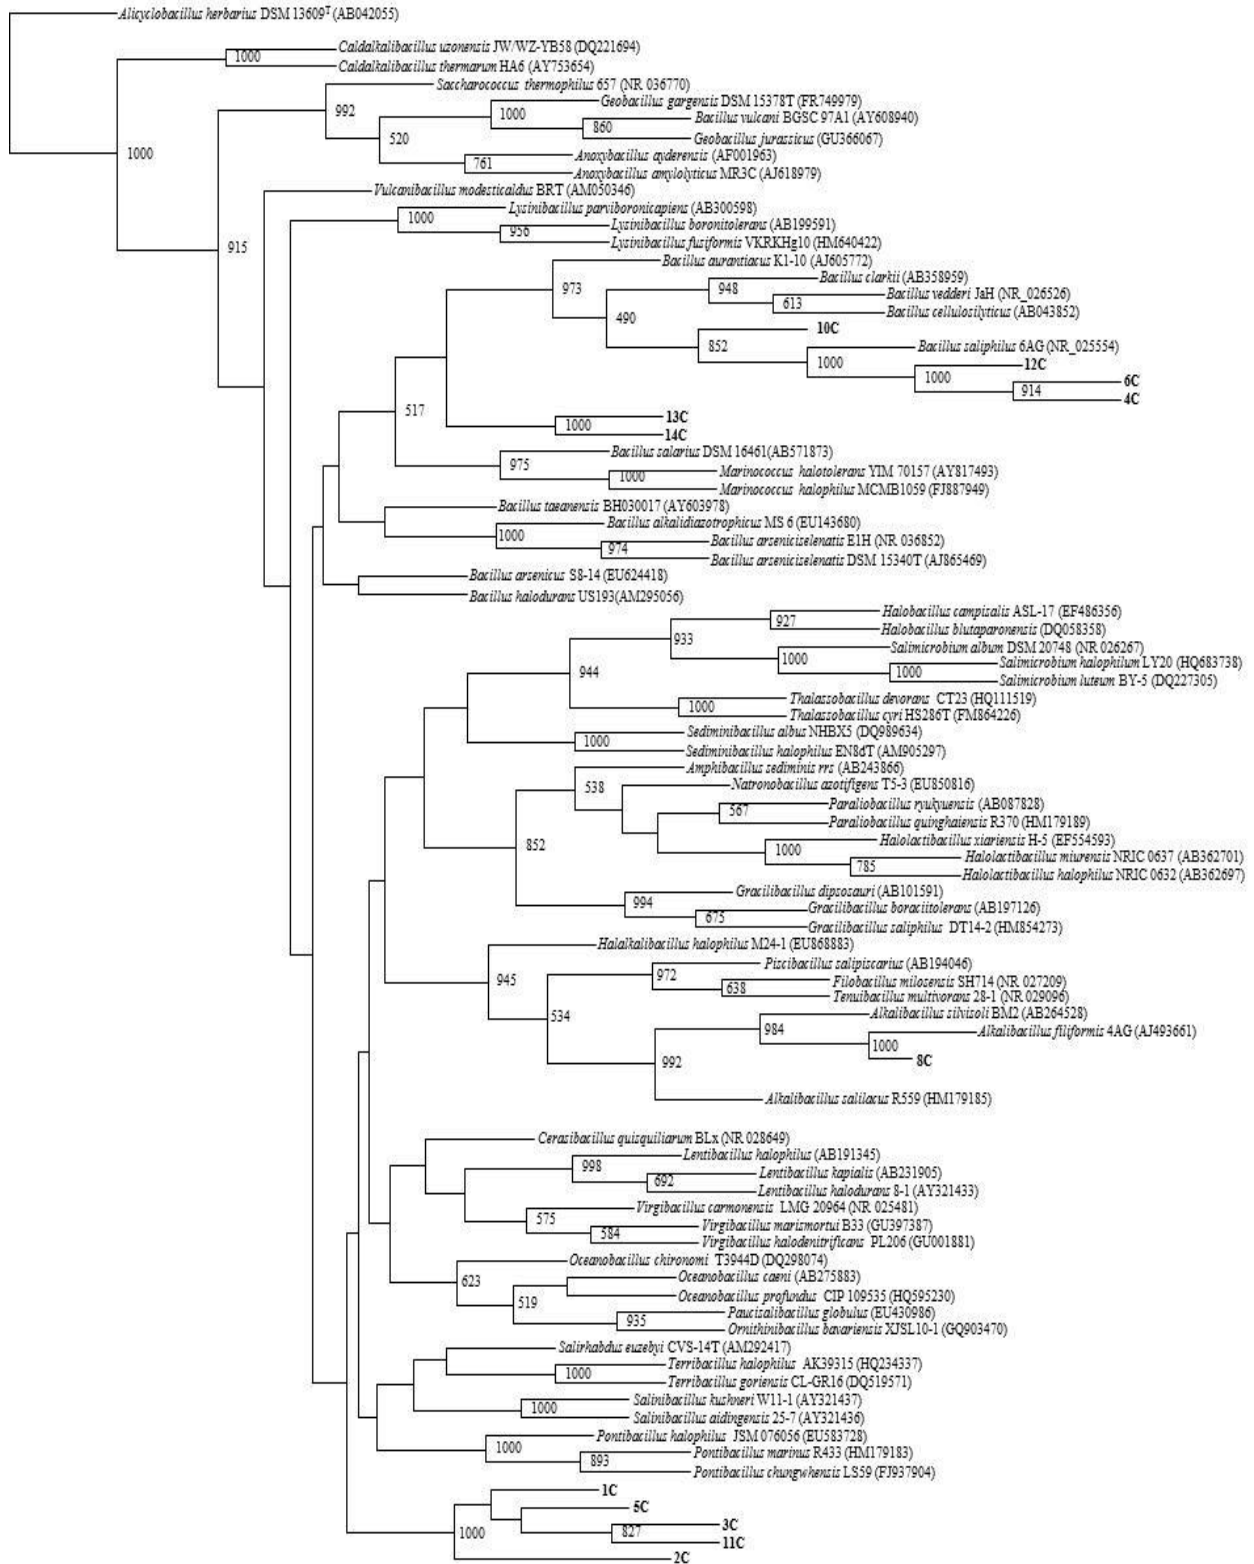 Alicyclobacillus herbarius DSM 13609T (AB042055)
Caldalkalibacillus uzonensis JW/WZ-YB58 (DQ221694)
1000
Caldalkalibacillus thermarum HA6 (AY753654)
Saccharococcus thermophilus 657 (NR 036770)
Geobacillus gargensis DSM 15378T (FR749979)
992
1000
Bacillus vulcani BGSC 97A1 (AY608940)
860
520
Geobacillus jurassicus (GU366067)
1000
Anoxybacillus ayderensis (AF001963)
761
Anoxybacillus amylolyticus MR3C (AJ618979)
Vulcanibacillus modesticaldus BRT (AM050346)
Lysinibacillus parviboronicapiens (AB300598)
1000
Lysinibacillus boronitolerans (AB199591)
956
915
Lysinibacillus fusiformis VKRKHg10 (HM640422)
Bacillus aurantiacus K1-10 (AJ605772)
Bacillus clarkii (AB358959)
973
948
Bacillus vedderi JaH (NR_026526)
613
Bacillus cellulosilyticus (AB043852)
490
10C
852
Bacillus saliphilus 6AG (NR_025554)
1000
12C
1000
6C
914
4C
517
13C
1000
14C
Bacillus salarius DSM 16461(AB571873)
975
Marinococcus halotolerans YIM 70157 (AY817493)
1000
Marinococcus halophilus MCMB1059 (FJ887949)
Bacillus taeanensis BH030017 (AY603978)
Bacillus alkalidiazotrophicus MS 6 (EU143680)
1000
Bacillus arseniciselenatis E1H (NR 036852)
974
Bacillus arseniciselenatis DSM 15340T (AJ865469)
Bacillus arsenicus S8-14 (EU624418)
Bacillus halodurans US193(AM295056)
Halobacillus campisalis ASL-17 (EF486356)
927
Halobacillus blutaparonensis (DQ058358)
933
Salimicrobium album DSM 20748 (NR 026267)
1000
Salimicrobium halophilum LY20 (HQ683738)
944
1000
Salimicrobium luteum BY-5 (DQ227305)
Thalassobacillus devorans CT23 (HQ111519)
1000
Thalassobacillus cyri HS286T (FM864226)
Sediminibacillus albus NHBX5 (DQ989634)
1000
Sediminibacillus halophilus EN8dT (AM905297)
Amphibacillus sediminis rrs (AB243866)
538
Natronobacillus azotifigens T5-3 (EU850816)
Paraliobacillus ryukyuensis (AB087828)
567
Paraliobacillus quinghaiensis R370 (HM179189)
Halolactibacillus xiariensis H-5 (EF554593)
852
1000
Halolactibacillus miurensis NRIC 0637 (AB362701)
785
Halolactibacillus halophilus NRIC 0632 (AB362697)
Gracilibacillus dipsosauri (AB101591)
994
Gracilibacillus boraciitolerans (AB197126)
675
Gracilibacillus saliphilus DT14-2 (HM854273)
Halalkalibacillus halophilus M24-1 (EU868883)
Piscibacillus salipiscarius (AB194046)
945
972
Filobacillus milosensis SH714 (NR 027209)
638
Tenuibacillus multivorans 28-1 (NR 029096)
534
Alkalibacillus silvisoli BM2 (AB264528)
984
Alkalibacillus filiformis 4AG (AJ493661)
1000
992
8C
Alkalibacillus salilacus R559 (HM179185)
Cerasibacillus quisquiliarum BLx (NR 028649)
Lentibacillus halophilus (AB191345)
998
Lentibacillus kapialis (AB231905)
692
Lentibacillus halodurans 8-1 (AY321433)
Virgibacillus carmonensis LMG 20964 (NR 025481)
575
Virgibacillus marismortui B33 (GU397387)
584
Virgibacillus halodenitrificans PL206 (GU001881)
Oceanobacillus chironomi T3944D (DQ298074)
623
Oceanobacillus caeni (AB275883)
Oceanobacillus profundus CIP 109535 (HQ595230)
519
Paucisalibacillus globulus (EU430986)
935
Ornithinibacillus bavariensis XJSL10-1 (GQ903470)
Salirhabdus euzebyi CVS-14T (AM292417)
Terribacillus halophilus AK39315 (HQ234337)
1000
Terribacillus goriensis CL-GR16 (DQ519571)
Salinibacillus kushneri W11-1 (AY321437)
1000
Salinibacillus aidingensis 25-7 (AY321436)
Pontibacillus halophilus JSM 076056 (EU583728)
1000
Pontibacillus marinus R433 (HM179183)
893
Pontibacillus chungwhensis LS59 (FJ937904)
1C
5C
3C
1000
827
11C
2C